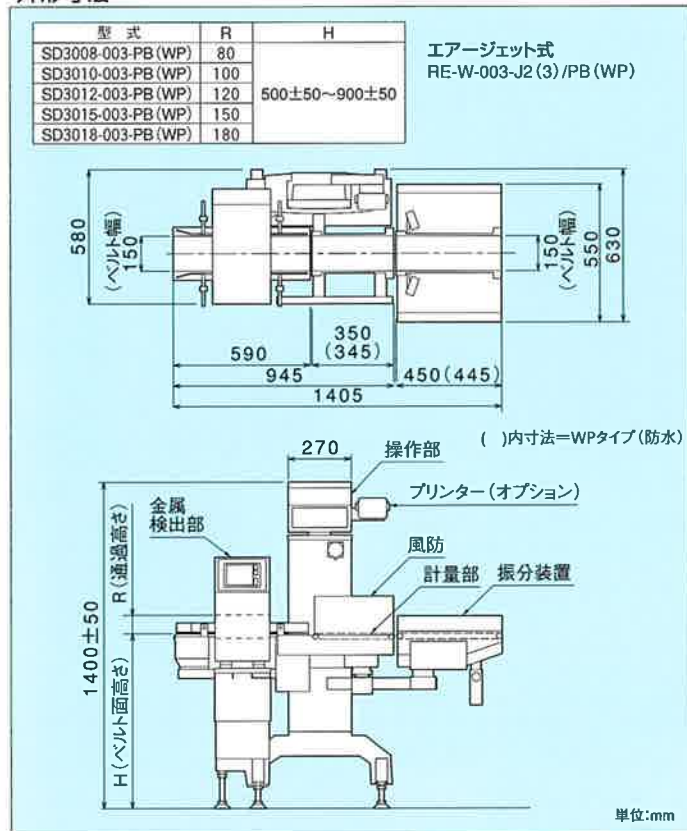 型式 R H
SD3008-003-PB(WP) 80
SD3010-003-PB(WP) 100
SD3012-003-PB(WP) 120 500±50〜900±50
SD3015-003-PB(WP) 150
SD3018-003-PB(WP) 180
エアージェット式
RE-W-003-J2(3)/PB(WP)
580
(ベルト幅)
150
150
(ベルト幅)
550
630
350
(345)
590
945
450(445)
1405
( )内寸法=WPタイプ(防水)
270
操作部
プリンター(オプション)
金属
検出部
風防
計量部
振分装置
R(通過高さ)
1400±50
H(ベルト面高さ)
単位:mm